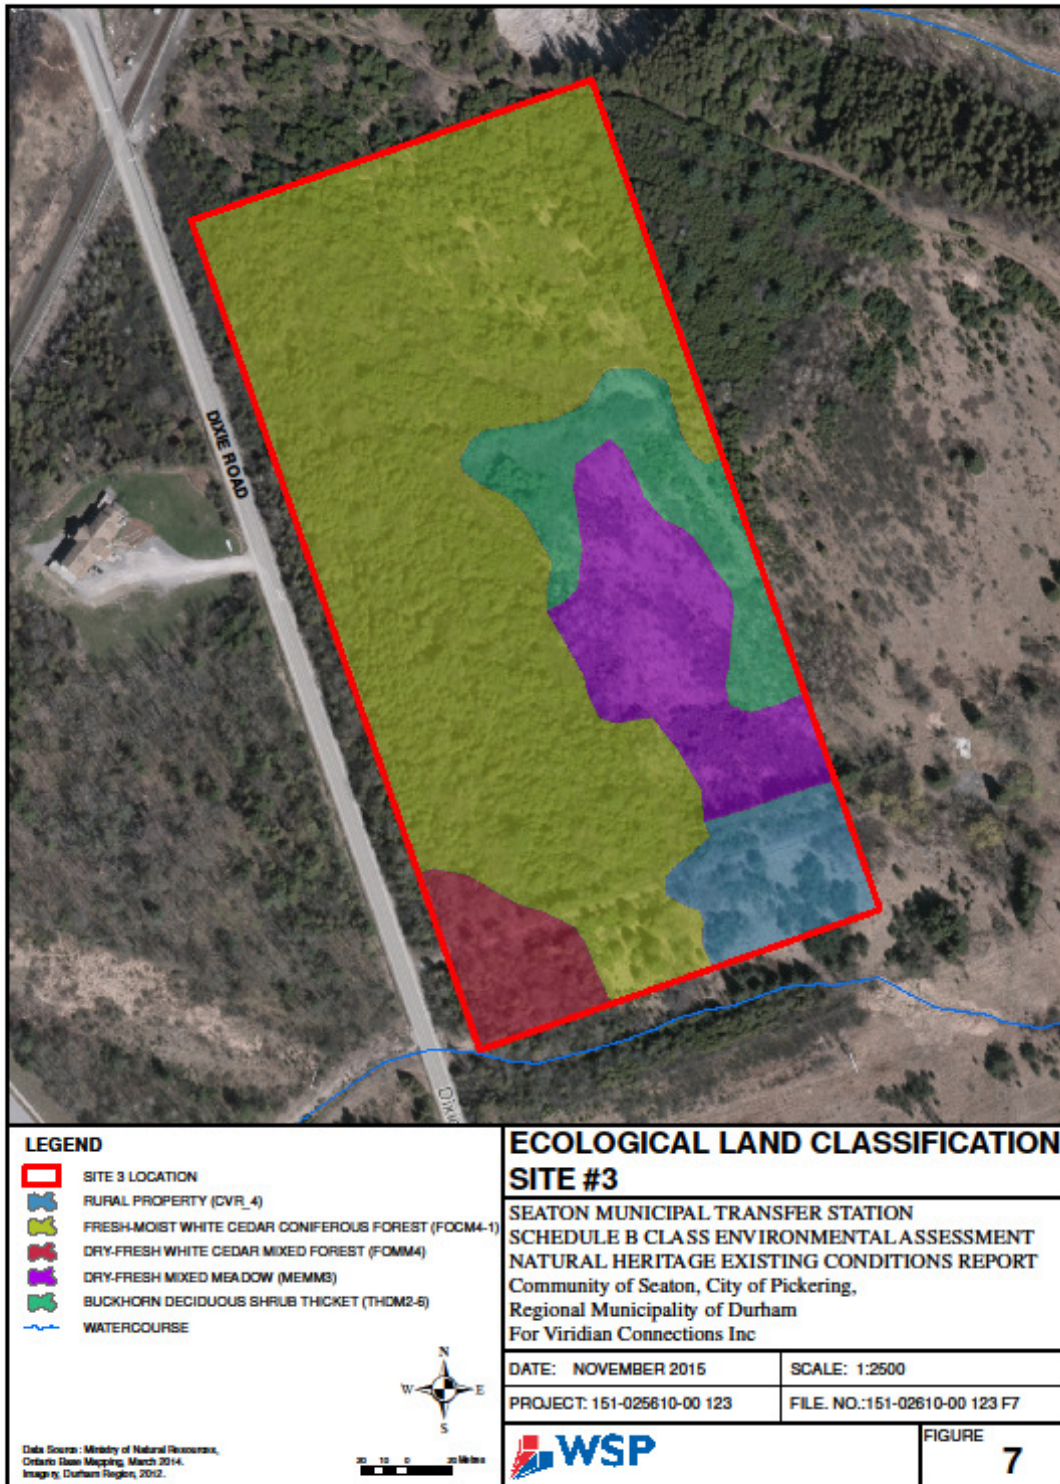 DIXIE ROAD
Dixie
LEGEND
SITE 3 LOCATION
RURAL PROPERTY (CVR_4)
FRESH-MOIST WHITE CEDAR CONIFEROUS FOREST (FOCM4-1)
DRY-FRESH WHITE CEDAR MIXED FOREST (FOMM4)
DRY-FRESH MIXED MEADOW (MEMM3)
BUCKHORN DECIDUOUS SHRUB THICKET (THDM2-6)
WATERCOURSE
N
W E
S
Data Source: Ministry of Natural Resources,
Ontario Base Mapping, March 2014.
Imagery, Durham Region, 2012.
20 10 0 20 Metres
ECOLOGICAL LAND CLASSIFICATION
SITE #3
SEATON MUNICIPAL TRANSFER STATION
SCHEDULE B CLASS ENVIRONMENTAL ASSESSMENT
NATURAL HERITAGE EXISTING CONDITIONS REPORT
Community of Seaton, City of Pickering,
Regional Municipality of Durham
For Viridian Connections Inc
DATE: NOVEMBER 2015
SCALE: 1:2500
PROJECT: 151-025610-00 123
FILE. NO.:151-02610-00 123 F7
WSP
FIGURE
7